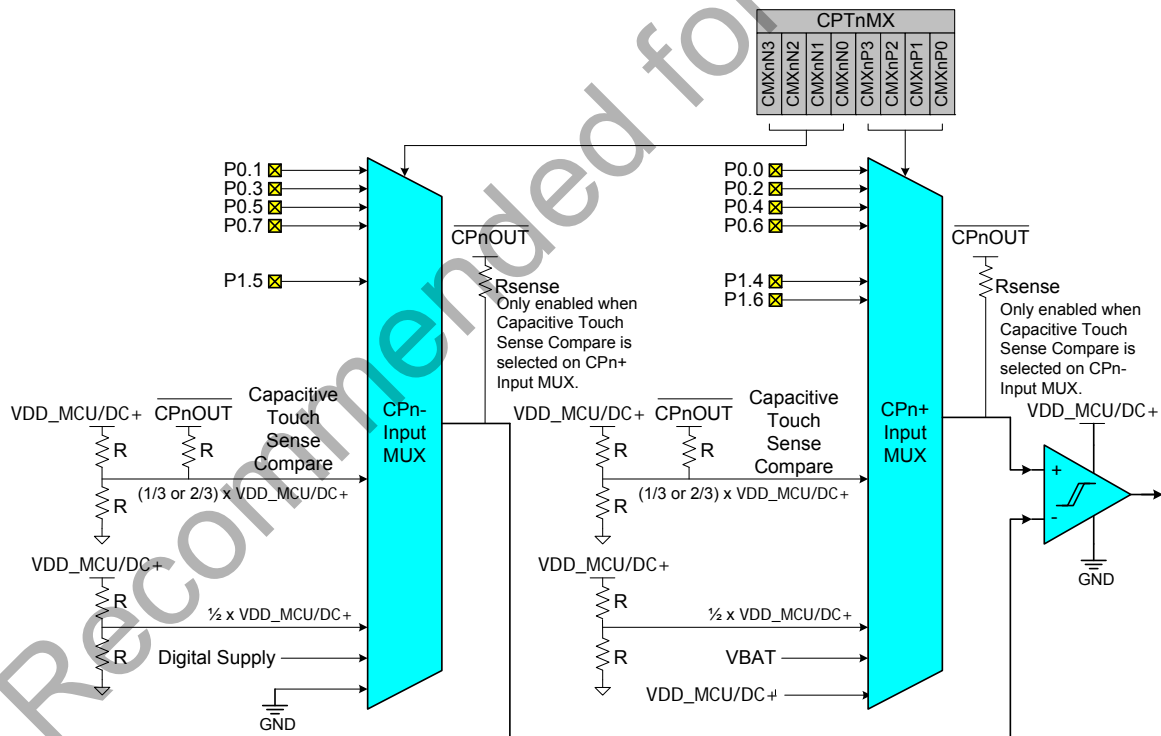 CPTnMX
CMXnN3
CMXnN2
CMXnN1
CMXnN0
CMXnP3
CMXnP2
CMXnP1
CMXnP0
P0.1
P0.3
P0.5
P0.7
P1.5
CPnOUT
Rsense
Only enabled when
Capacitive Touch
Sense Compare is
selected on CPn+
Input MUX.
VDD_MCU/DC+
CPnOUT
R
R
R
Capacitive
Touch
Sense
Compare
(1/3 or 2/3) x VDD_MCU/DC+
CPn-
Input
MUX
VDD_MCU/DC+
R
R
½ x VDD_MCU/DC+
Digital Supply
GND
P0.0
P0.2
P0.4
P0.6
P1.4
P1.6
CPnOUT
Rsense
Only enabled when
Capacitive Touch
Sense Compare is
selected on CPn-
Input MUX.
VDD_MCU/DC+
CPnOUT
R
R
R
Capacitive
Touch
Sense
Compare
(1/3 or 2/3) x VDD_MCU/DC+
CPn+
Input
MUX
VDD_MCU/DC+
R
R
½ x VDD_MCU/DC+
VBAT
VDD_MCU/DC+
VDD_MCU/DC+
+
-
GND
Recommended for